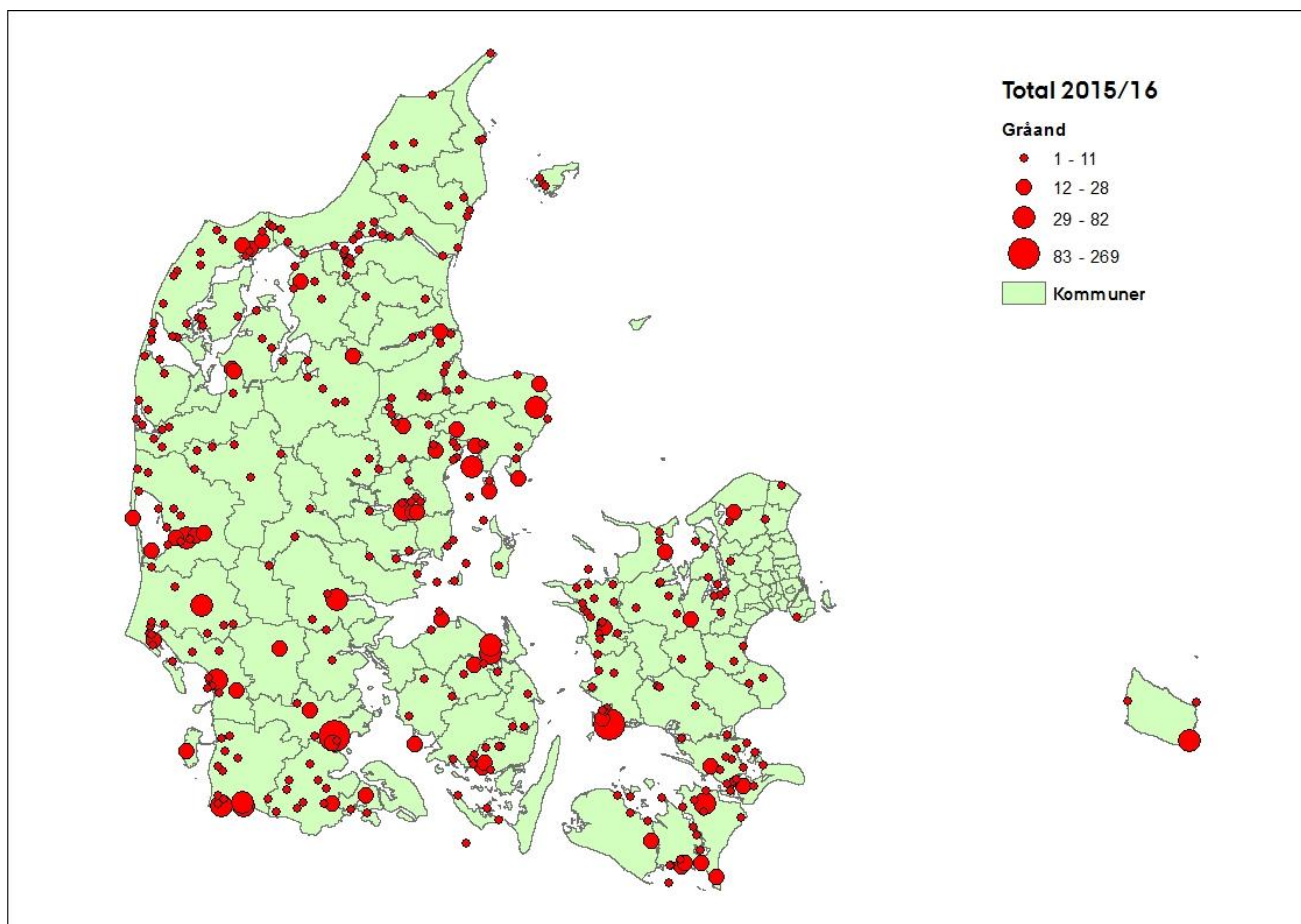 Total 2015/16
Gråand
1 - 11
12 - 28
29 - 82
83 - 269
Kommuner